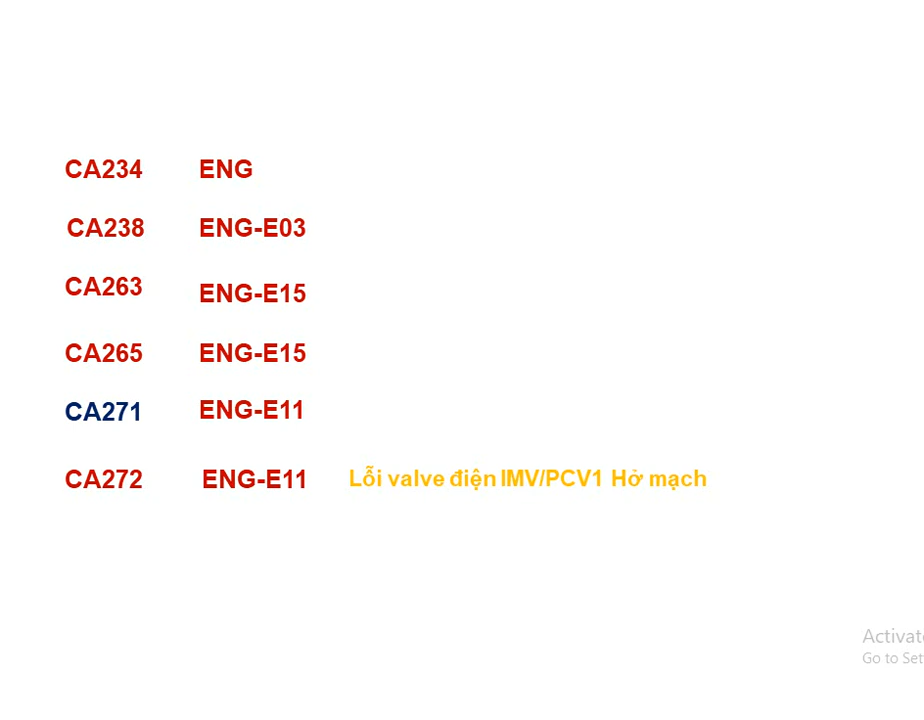 CA234 ENG
CA238 ENG-E03
CA263 ENG-E15
CA265 ENG-E15
CA271 ENG-E11
CA272 ENG-E11 Lỗi valve điện IMV/PCV1 Hở mạch
Activate
Go to Set